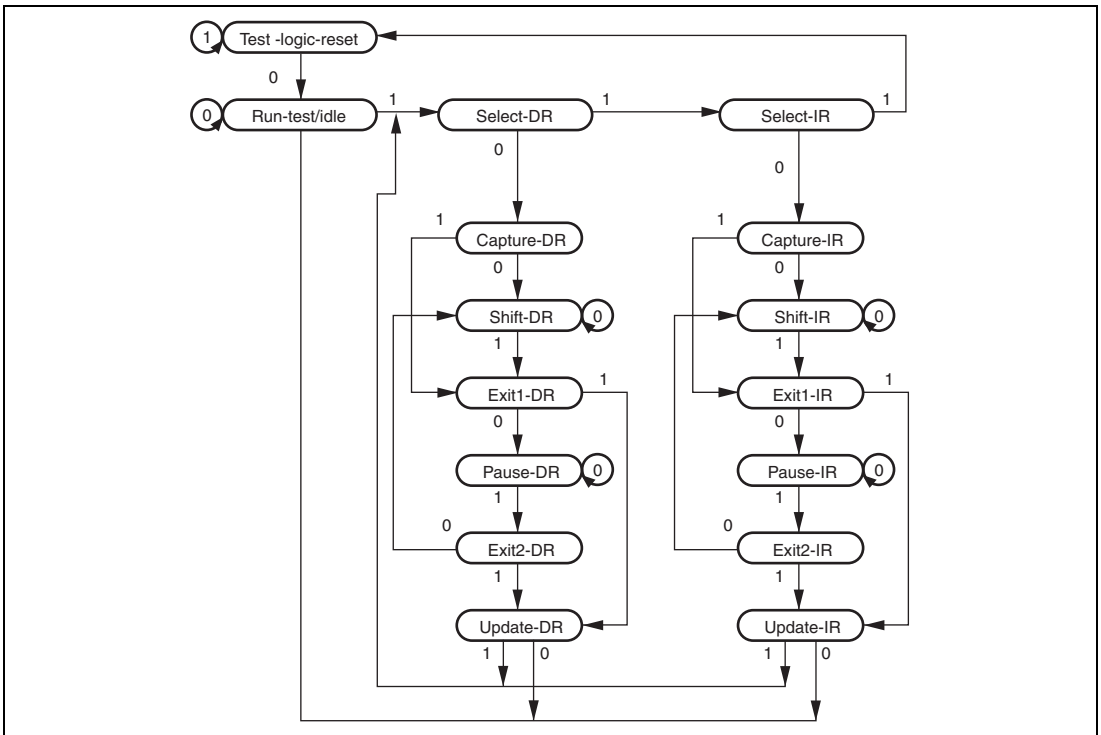 1 Test -logic-reset
0
0 Run-test/idle 1 Select-DR 1 Select-IR 1
0 0
1 1
Capture-DR Capture-IR
0 0
Shift-DR 0 Shift-IR 0
1 1
Exit1-DR 1 Exit1-IR 1
0 0
Pause-DR 0 Pause-IR 0
1 1
0 0
Exit2-DR Exit2-IR
1 1
Update-DR Update-IR
1 0 1 0